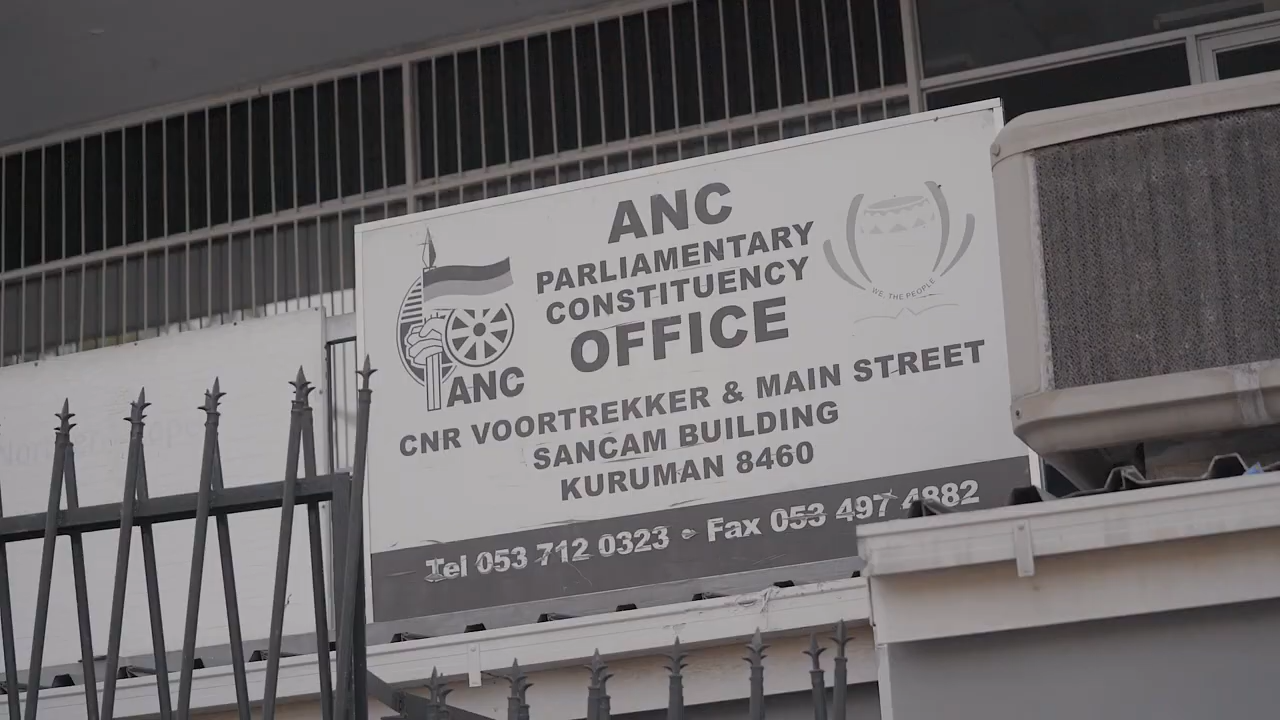 ANC
PARLIAMENTARY
CONSTITUENCY
OFFICE
WE, THE PEOPLE
ANC
CNR VOORTREKKER & MAIN STREET
SANCAM BUILDING
KURUMAN 8460
Tel 053 712 0323 • Fax 053 497 4882